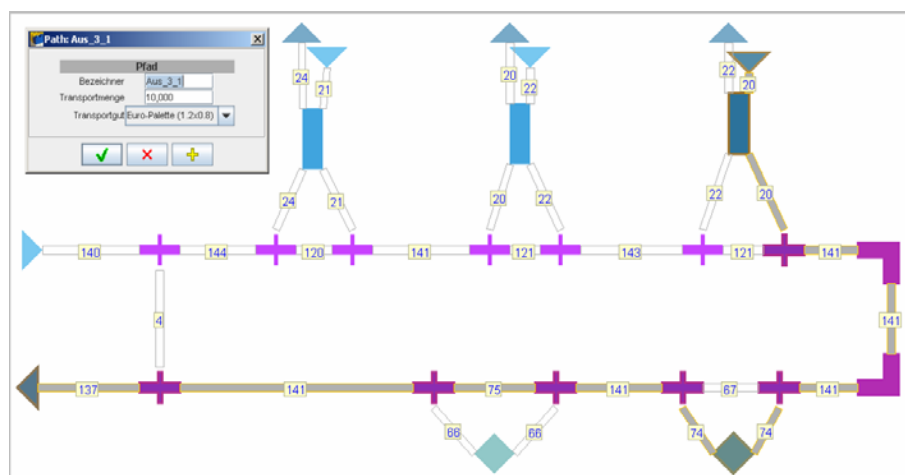 Path: Aus_3_1
Pfad
Bezeichner Aus_3_1
Transportmenge 10,000
Transportgut Euro-Palette (1.2x0.8)
24 21 20 22 22 20
24 21 20 22 22 20
140 144 120 141 121 143 121 141
4 141
137 141 75 141 67 141
66 66 74 74